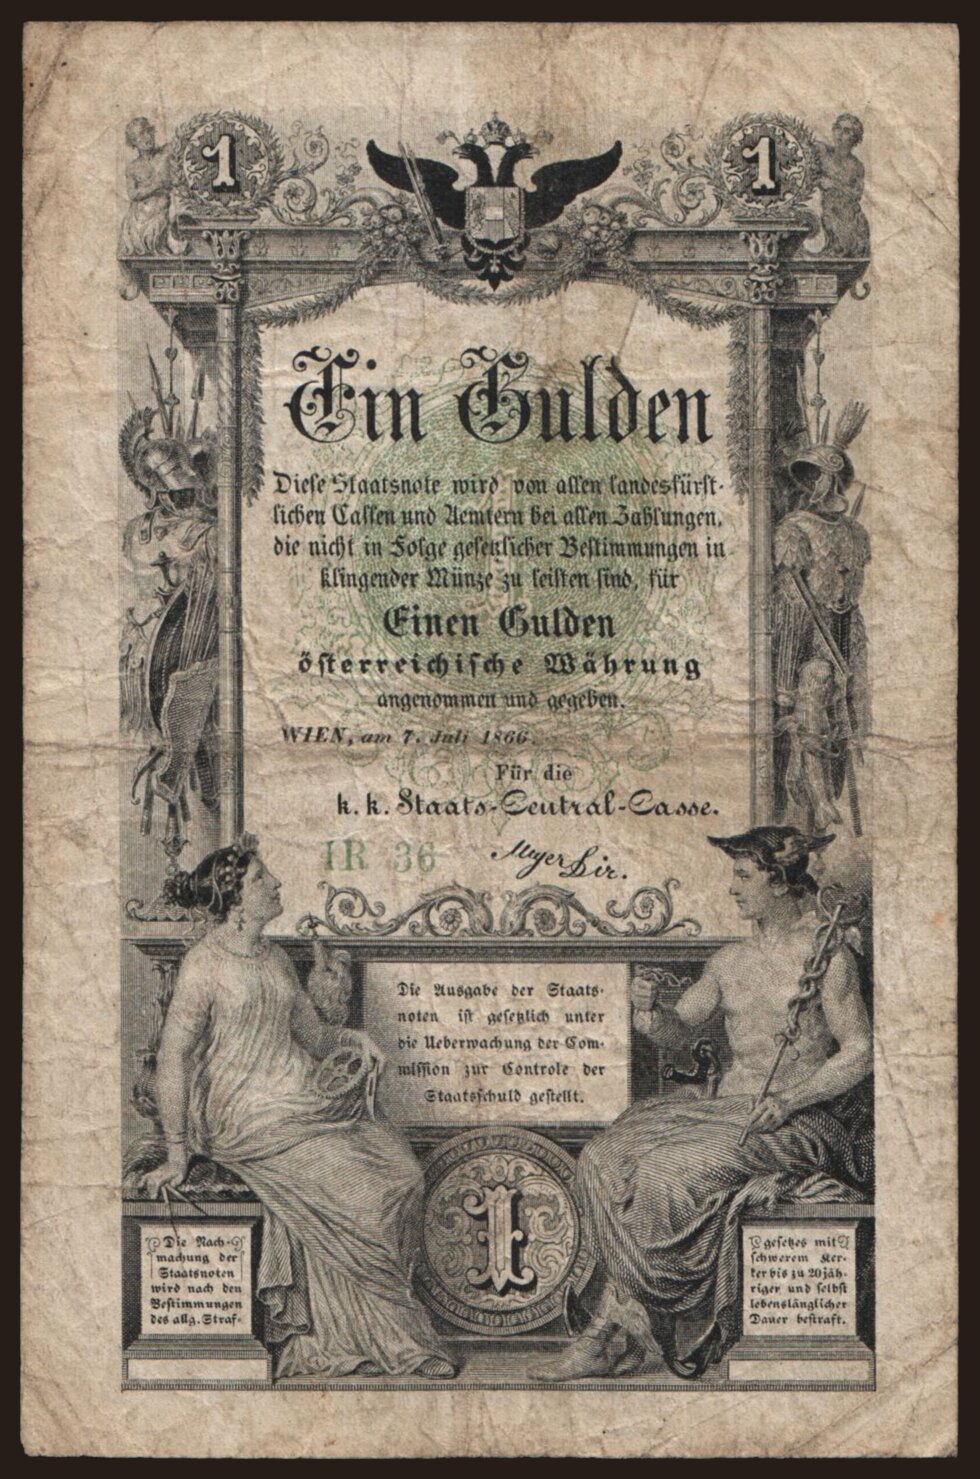 1 1
Ein Gulden
Diese Staatsnote wird von allen landesfürst-
lichen Cassen und Aemtern bei allen Zahlungen,
die nicht in Folge gesetzlicher Bestimmungen in
klingender Münze zu leisten sind, für
Einen Gulden
österreichische Währung
angenommen und gegeben.
WIEN, am 7. Juli 1866.
Für die
k. k. Staats-Central-Casse.
IR 36
Meyer Dir.
Die Ausgabe der Staats-
noten ist gesetzlich unter
die Ueberwachung der Com-
mission zur Controle der
Staatsschuld gestellt.
1
Die Nach-
machung der
Staatsnoten
wird nach den
Bestimmungen
des allg. Straf-
gesetzes mit
schwerem Ker-
ker bis zu 20 jäh-
riger und selbst
lebenslänglicher
Dauer bestraft.